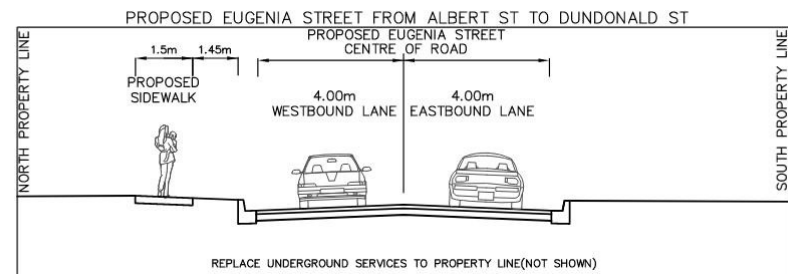 PROPOSED EUGENIA STREET FROM ALBERT ST TO DUNDONALD ST
NORTH PROPERTY LINE
1.5m
1.45m
PROPOSED
SIDEWALK
PROPOSED EUGENIA STREET
CENTRE OF ROAD
4.00m
WESTBOUND LANE
4.00m
EASTBOUND LANE
SOUTH PROPERTY LINE
REPLACE UNDERGROUND SERVICES TO PROPERTY LINE(NOT SHOWN)